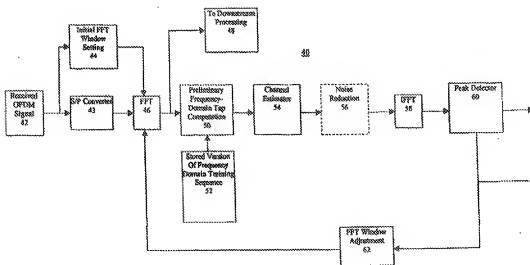 Initial FFT
Window
Setting
44
To Downstream
Processing
48
40
Received
OFDM
Signal
42
S/P Converter
43
FFT
46
Preliminary
Frequency-
Domain Tap
Computation
50
Channel
Estimator
54
Noise
Reduction
56
IFFT
58
Peak Detector
60
Stored Version
Of Frequency
Domain Training
Sequence
52
FFT Window
Adjustment
62